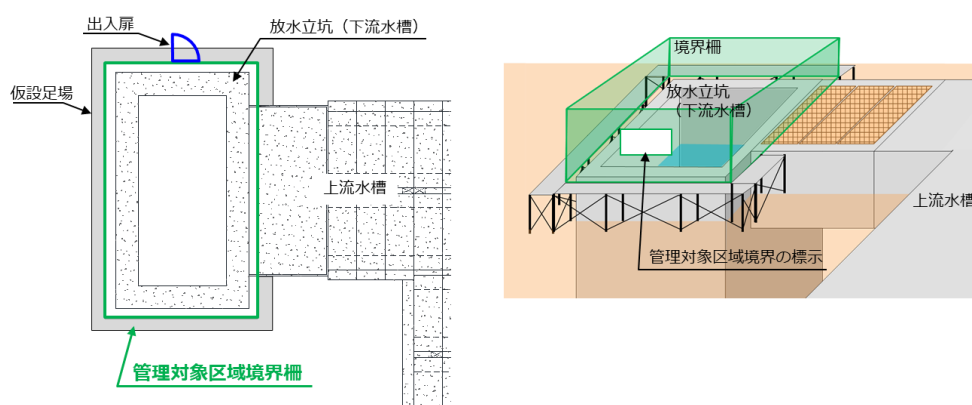 出入扉
放水立坑（下流水槽）
仮設足場
上流水槽
管理対象区域境界柵
境界柵
放水立坑
（下流水槽）
上流水槽
管理対象区域境界の標示